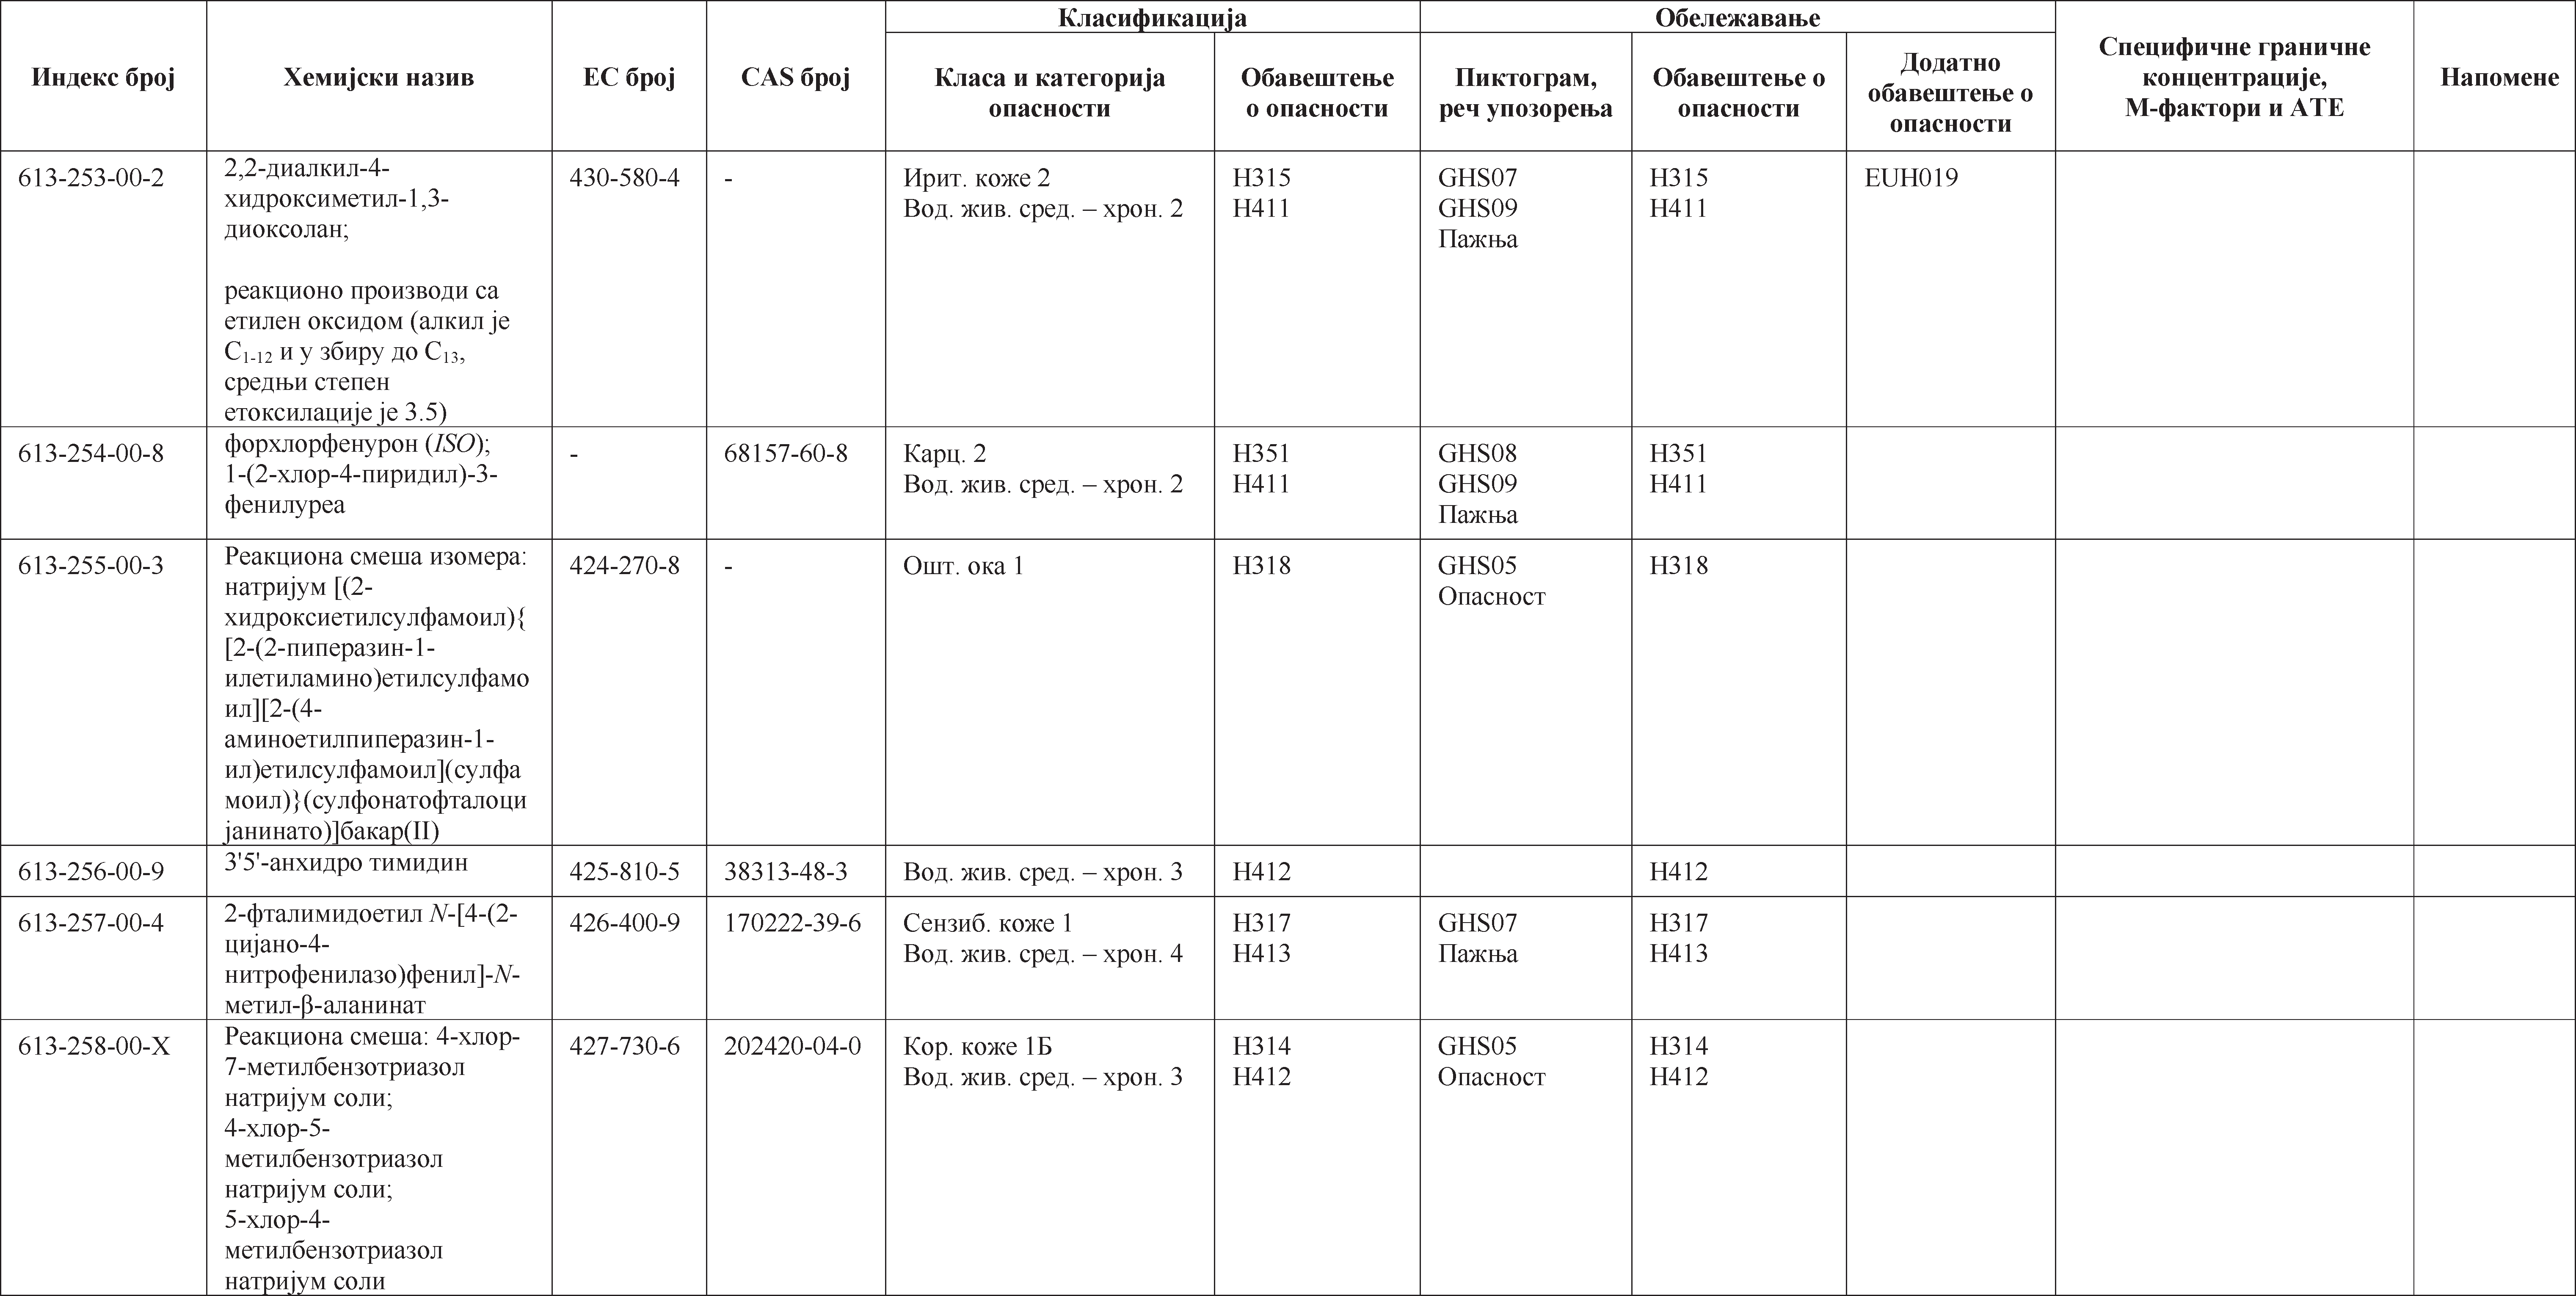 Индекс број
Хемијски назив
ЕС број
CAS број
Класификација
Класа и категорија
опасности
Обавештење
о опасности
Обележавање
Пиктограм,
реч упозорења
Обавештење о
опасности
Додатно
обавештење о
опасности
Специфичне граничне
концентрације,
М-фактори и АТЕ
Напомене
613-253-00-2
2,2-диалкил-4-
хидроксиметил-1,3-
диоксолан;
реакционо производи са
етилен оксидом (алкил је
C1-12 и у збиру до C13,
средњи степен
етоксилације је 3.5)
430-580-4
-
Ирит. коже 2
Вод. жив. сред. – хрон. 2
H315
H411
GHS07
GHS09
Пажња
H315
H411
EUH019
613-254-00-8
форхлорфенурон (ISO);
1-(2-хлор-4-пиридил)-3-
фенилуреа
-
68157-60-8
Карц. 2
Вод. жив. сред. – хрон. 2
H351
H411
GHS08
GHS09
Пажња
H351
H411
613-255-00-3
Реакциона смеша изомера:
натријум [(2-
хидроксиетилсулфамоил){
[2-(2-пиперазин-1-
илетиламино)етилсулфамо
ил][2-(4-
аминоетилпиперазин-1-
ил)етилсулфамоил](сулфа
моил)}(сулфонатофталоци
јанинато)]бакар(II)
424-270-8
-
Ошт. ока 1
H318
GHS05
Опасност
H318
613-256-00-9
3'5'-анхидро тимидин
425-810-5
38313-48-3
Вод. жив. сред. – хрон. 3
H412
H412
613-257-00-4
2-фталимидоетил N-[4-(2-
цијано-4-
нитрофенилазо)фенил]-N-
метил-β-аланинат
426-400-9
170222-39-6
Сензиб. коже 1
Вод. жив. сред. – хрон. 4
H317
H413
GHS07
Пажња
H317
H413
613-258-00-X
Реакциона смеша: 4-хлор-
7-метилбензотриазол
натријум соли;
4-хлор-5-
метилбензотриазол
натријум соли;
5-хлор-4-
метилбензотриазол
натријум соли
427-730-6
202420-04-0
Кор. коже 1Б
Вод. жив. сред. – хрон. 3
H314
H412
GHS05
Опасност
H314
H412